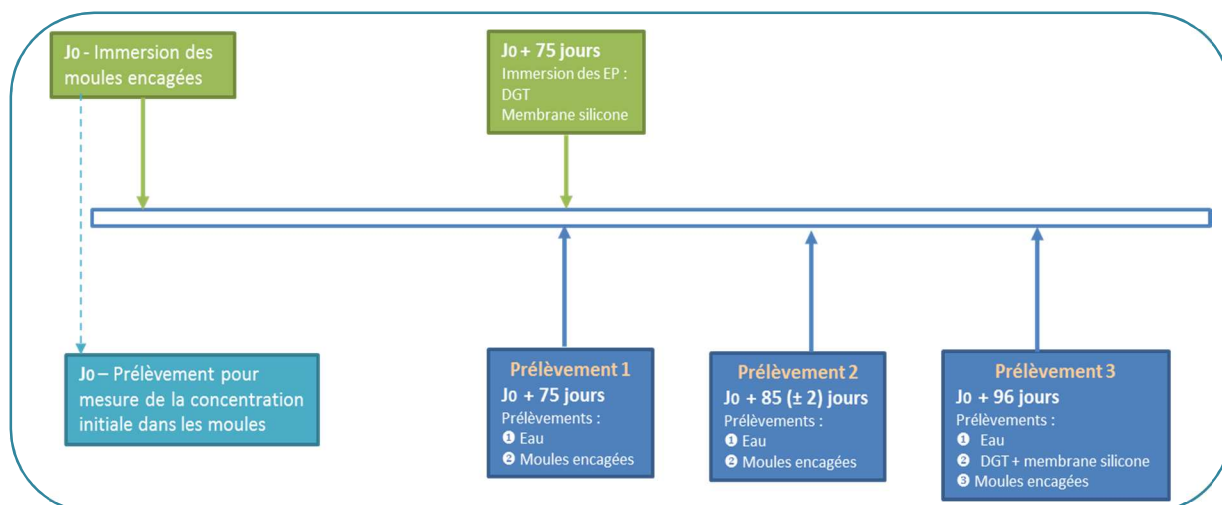 J0 - Immersion des
moules encagées
J0 + 75 jours
Immersion des EP :
DGT
Membrane silicone
J0 – Prélèvement pour
mesure de la concentration
initiale dans les moules
Prélèvement 1
J0 + 75 jours
Prélèvements :
❶ Eau
❷ Moules encagées
Prélèvement 2
J0 + 85 (± 2) jours
Prélèvements :
❶ Eau
❷ Moules encagées
Prélèvement 3
J0 + 96 jours
Prélèvements :
❶ Eau
❷ DGT + membrane silicone
❸ Moules encagées